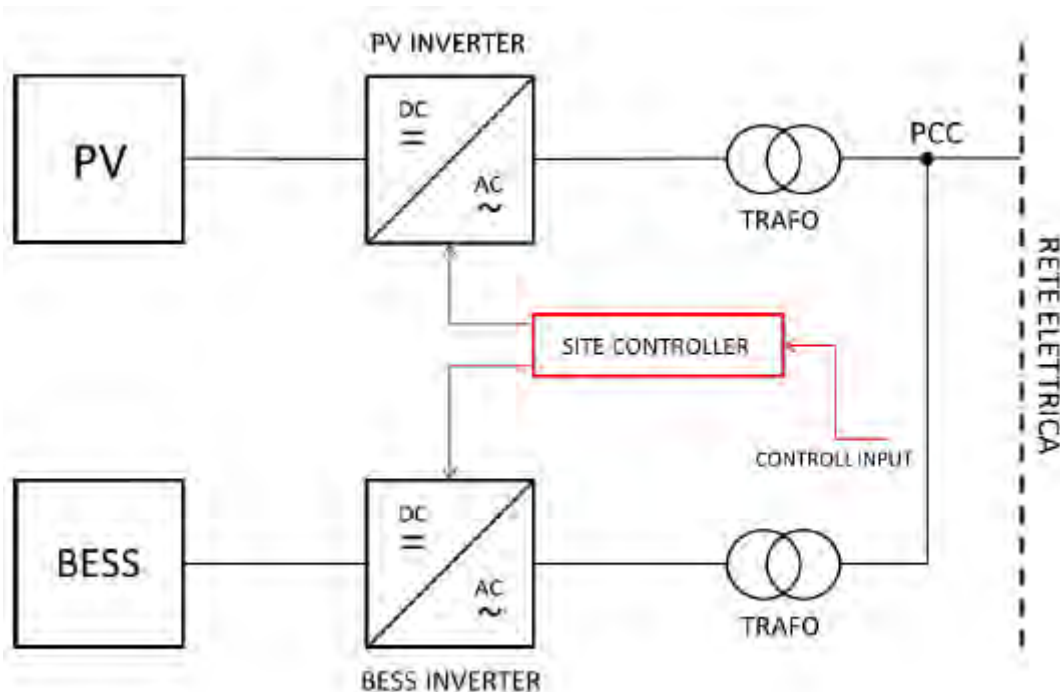 PV INVERTER
PV
DC
=
AC
~
TRAFO
PCC
RETE ELETTRICA
SITE CONTROLLER
CONTROLL INPUT
BESS
DC
=
AC
~
TRAFO
BESS INVERTER